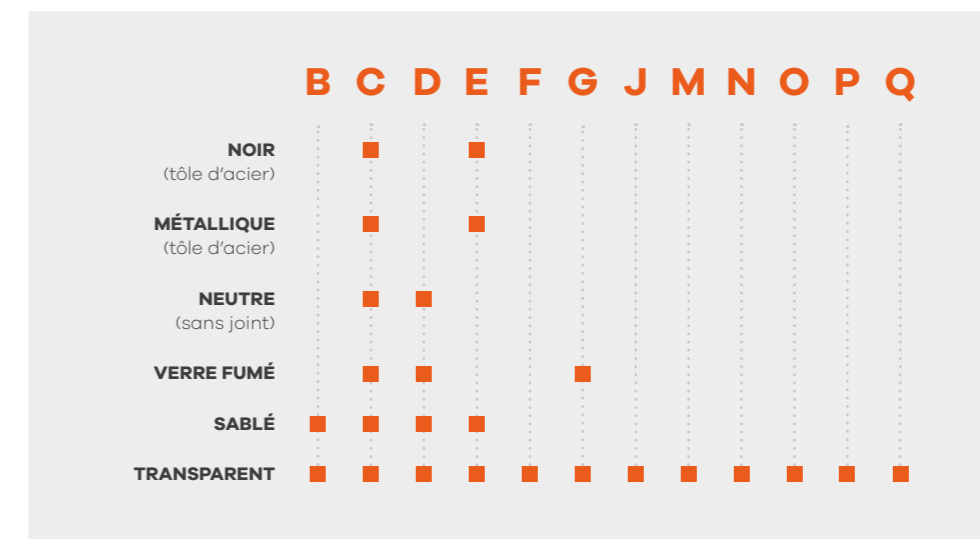 B C D E F G J M N O P Q
NOIR
(tôle d'acier)
MÉTALLIQUE
(tôle d'acier)
NEUTRE
(sans joint)
VERRE FUMÉ
SABLÉ
TRANSPARENT